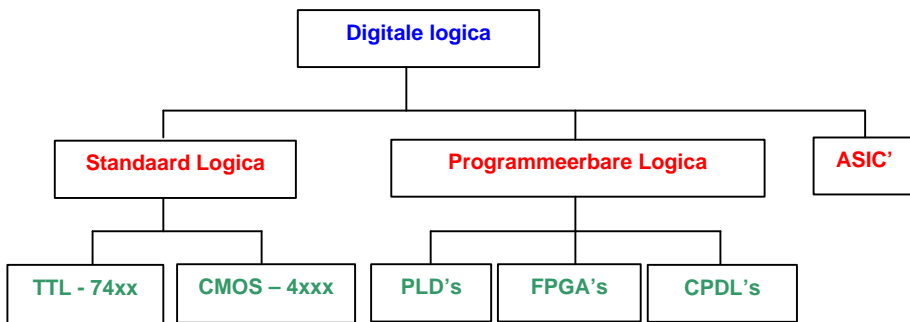 Digitale logica
Standaard Logica
Programmeerbare Logica
ASIC’
TTL - 74xx
CMOS – 4xxx
PLD’s
FPGA’s
CPDL’s